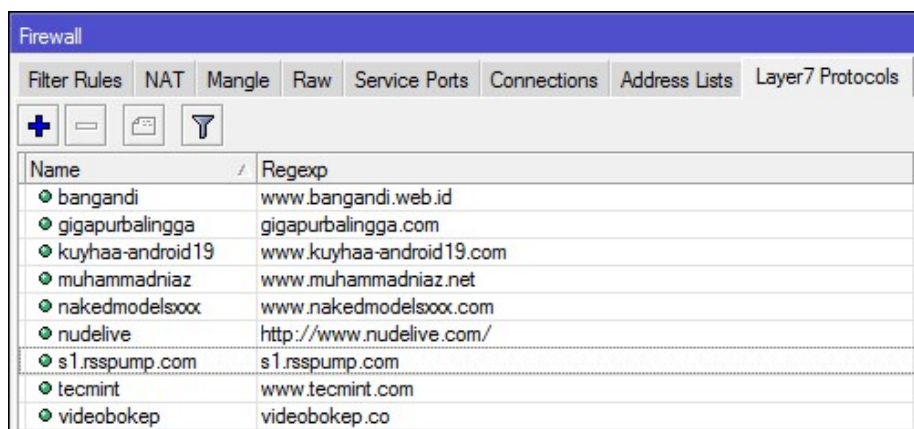 Firewall
Filter Rules NAT Mangle Raw Service Ports Connections Address Lists Layer7 Protocols
Name Regexp
bangandi www.bangandi.web.id
gigapurbalingga gigapurbalingga.com
kuyhaa-android19 www.kuyhaa-android19.com
muhammadniaz www.muhammadniaz.net
nakedmodelsxxx www.nakedmodelsxxx.com
nudelive http://www.nudelive.com/
s1.rsspump.com s1.rsspump.com
tecmint www.tecmint.com
videobokep videobokep.co